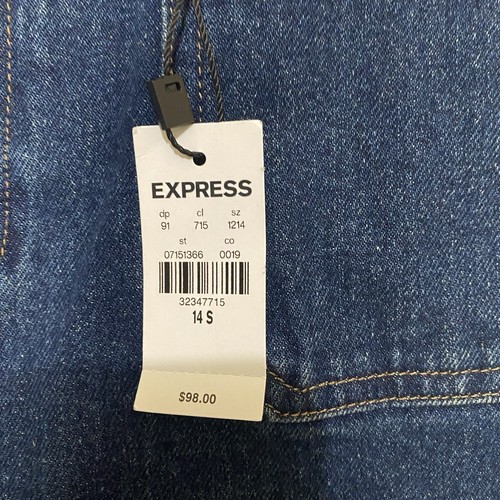 EXPRESS
dp cl sz
91 715 1214
st co
07151366 0019
32347715
14 S
$98.00